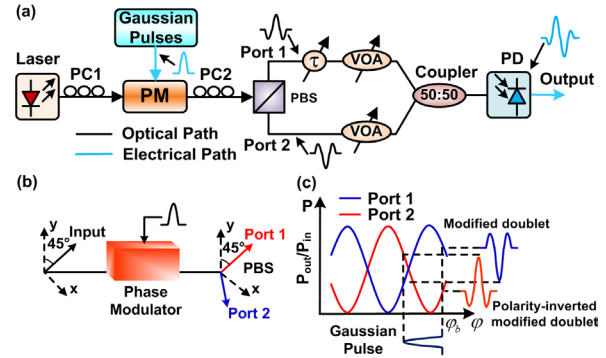 (a)
Gaussian
Pulses
Laser
PC1
PM
PC2
Port 1
τ
VOA
PBS
Port 2
VOA
Coupler
50:50
PD
Output
Optical Path
Electrical Path
(b)
y
45°
Input
x
Phase
Modulator
y
45°
Port 1
PBS
x
Port 2
(c)
P
Port 1
Port 2
Pout/Pin
Modified doublet
φb φ
Polarity-inverted
modified doublet
Gaussian
Pulse